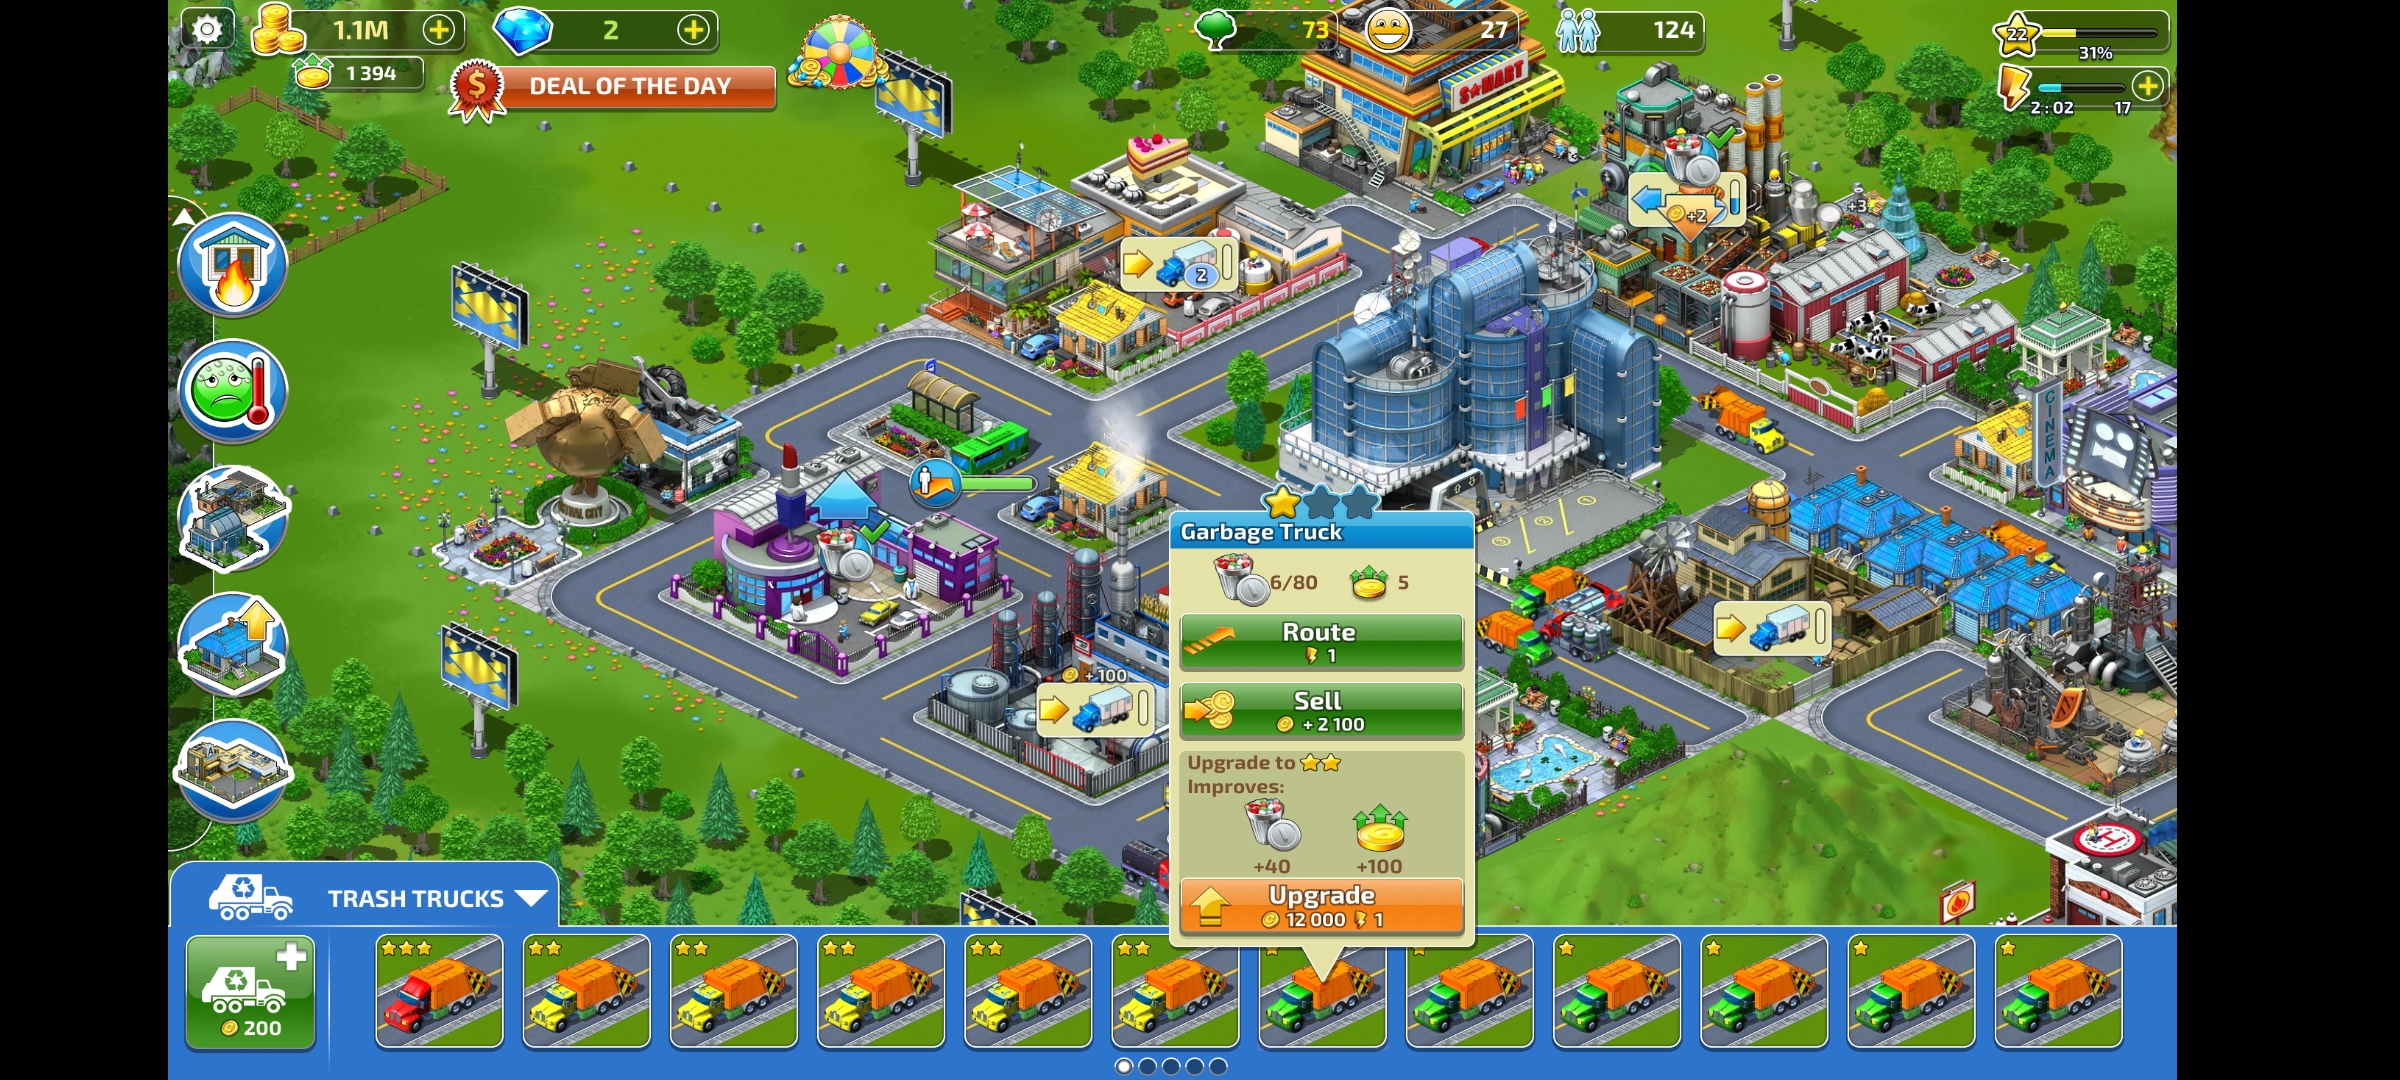 1.1M
2
73
27
124
22
31%
1 394
DEAL OF THE DAY
2:02
17
S★MART
+3
+2
2
CINEMA
Garbage Truck
6/80
5
Route
1
+100
Sell
+2 100
Upgrade to
Improves:
+40
+100
Upgrade
12 000
1
H
TRASH TRUCKS
200